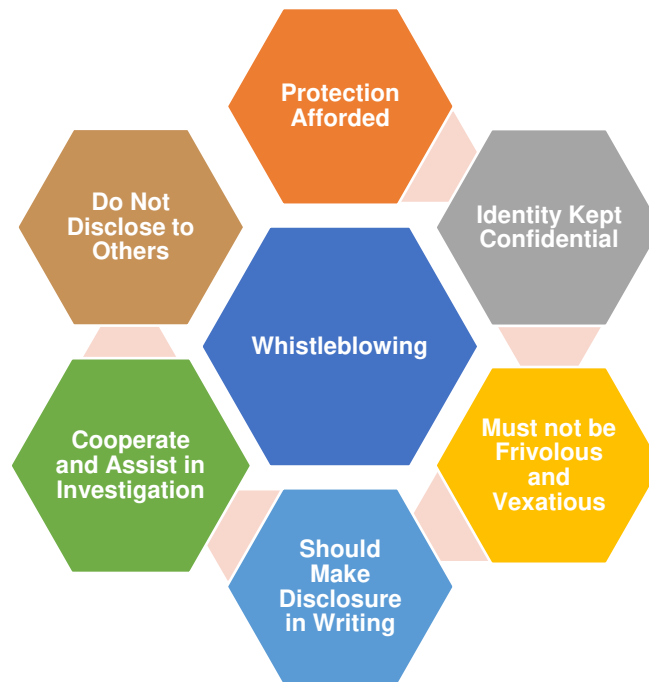 Protection
Afforded
Identity Kept
Confidential
Must not be
Frivolous
and
Vexatious
Should
Make
Disclosure
in Writing
Cooperate
and Assist in
Investigation
Do Not
Disclose to
Others
Whistleblowing